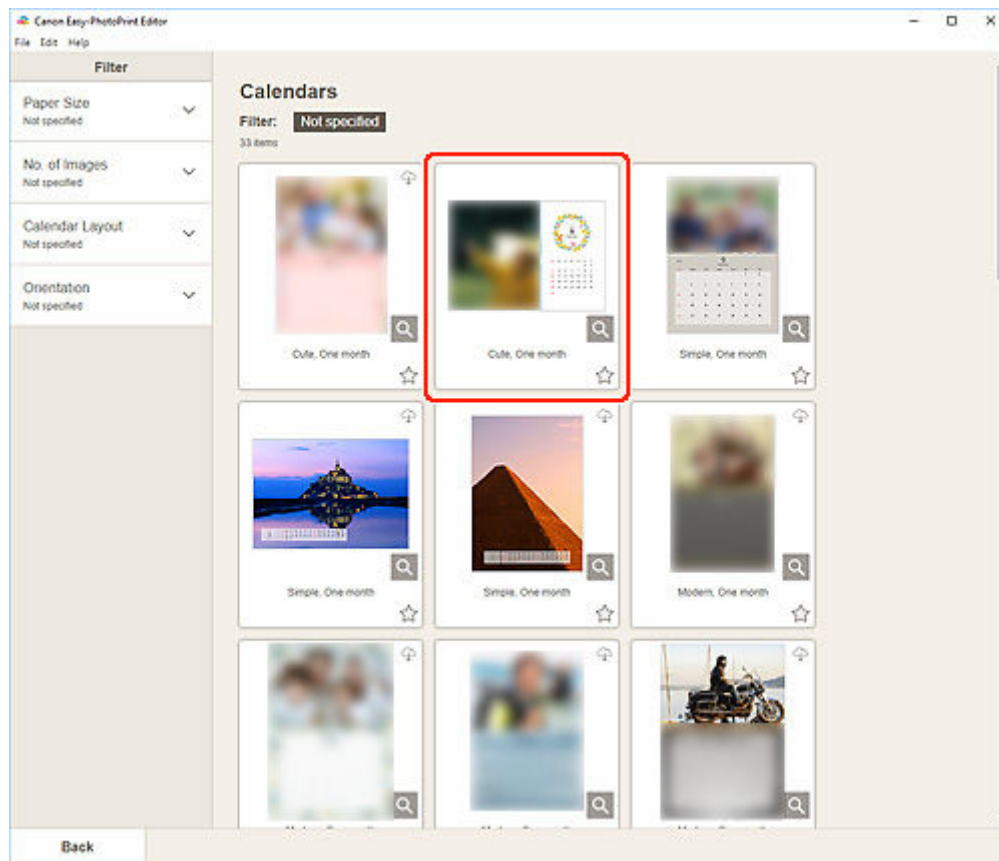 Canon Easy-PhotoPrint Editor
File Edit Help
Filter
Paper Size
Not specified
No. of Images
Not specified
Calendar Layout
Not specified
Orientation
Not specified
Calendars
Filter: Not specified
33 items
Cute, One month
Cute, One month
Simple, One month
Simple, One month
Simple, One month
Modern, One month
Back